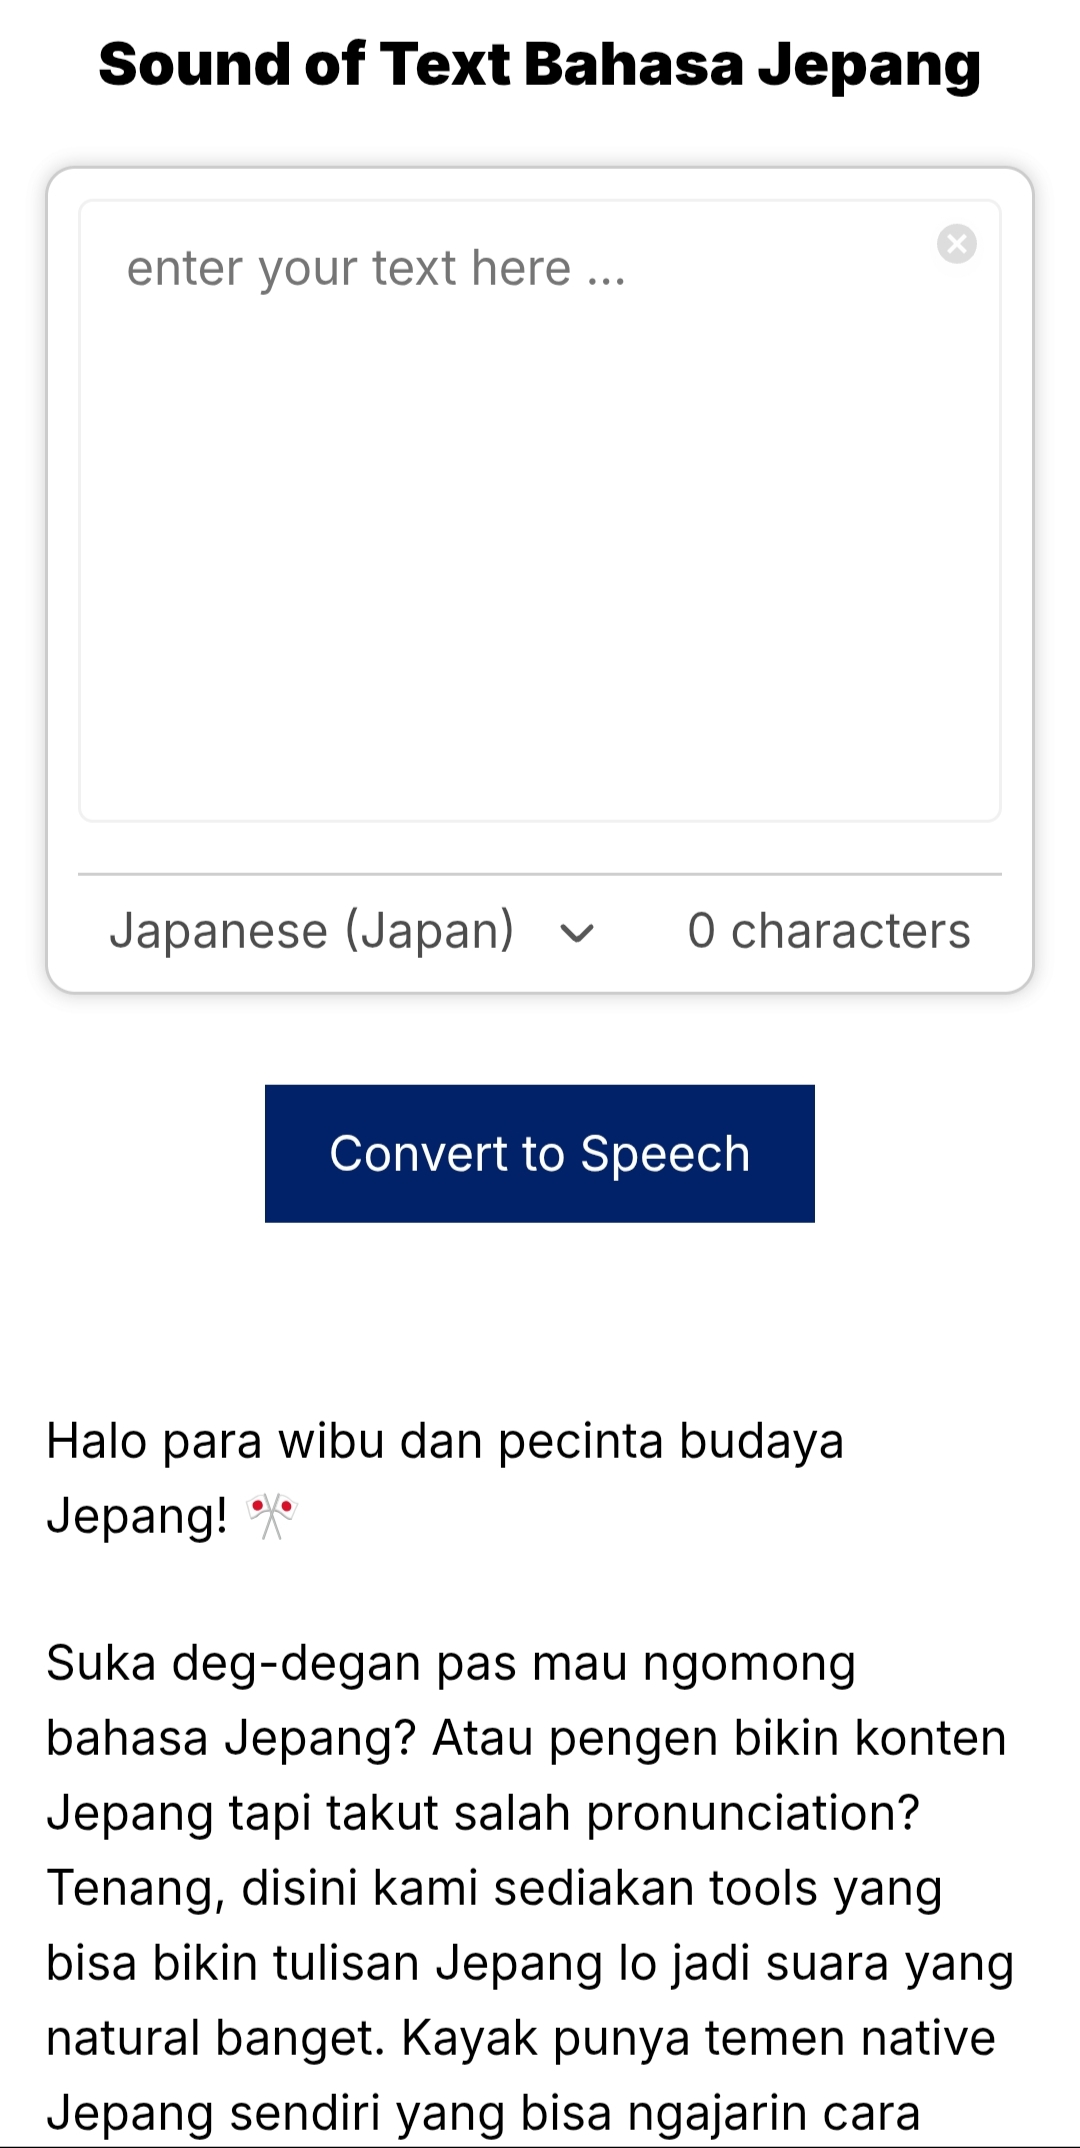 Sound of Text Bahasa Jepang
enter your text here ...
Japanese (Japan)
0 characters
Convert to Speech
Halo para wibu dan pecinta budaya
Jepang! 🎌
Suka deg-degan pas mau ngomong
bahasa Jepang? Atau pengen bikin konten
Jepang tapi takut salah pronunciation?
Tenang, disini kami sediakan tools yang
bisa bikin tulisan Jepang lo jadi suara yang
natural banget. Kayak punya temen native
Jepang sendiri yang bisa ngajarin cara